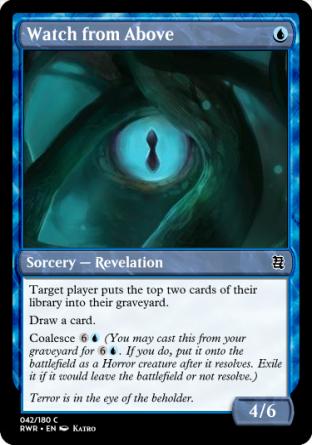 Watch from Above
Sorcery — Revelation
Target player puts the top two cards of their
library into their graveyard.
Draw a card.
Coalesce 6 (You may cast this from your
graveyard for 6. If you do, put it onto the
battlefield as a Horror creature after it resolves. Exile
it if it would leave the battlefield or not resolve.)
Terror is in the eye of the beholder.
4/6
042/180 C
RWR • EN Katro